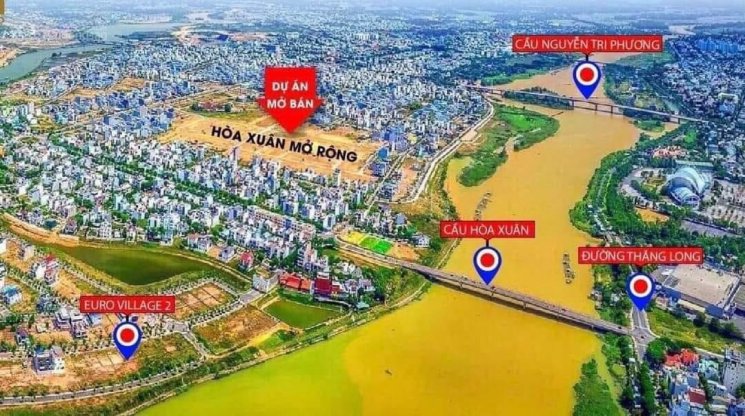 CẦU NGUYỄN TRI PHƯƠNG
DỰ ÁN
MỞ BÁN
HÒA XUÂN MỞ RỘNG
CẦU HÒA XUÂN
ĐƯỜNG THĂNG LONG
EURO VILLAGE 2